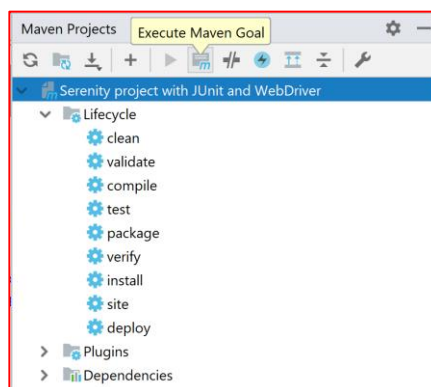 Maven Projects
Execute Maven Goal
Serenity project with JUnit and WebDriver
Lifecycle
clean
validate
compile
test
package
verify
install
site
deploy
Plugins
Dependencies